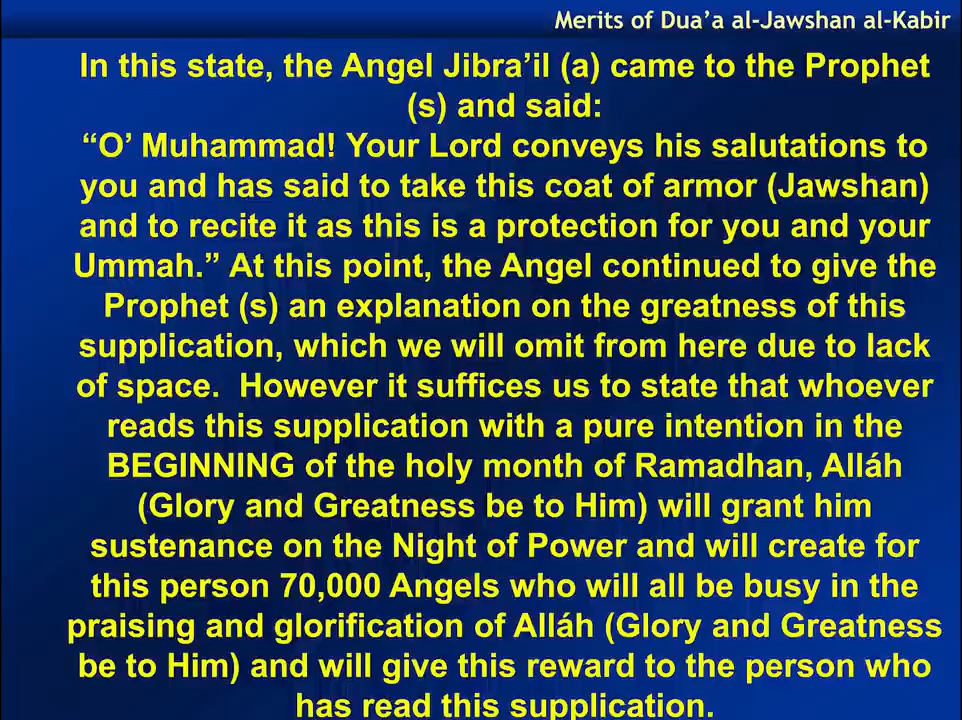 Merits of Dua’a al-Jawshan al-Kabir
In this state, the Angel Jibra’il (a) came to the Prophet
(s) and said:
“O’ Muhammad! Your Lord conveys his salutations to
you and has said to take this coat of armor (Jawshan)
and to recite it as this is a protection for you and your
Ummah.” At this point, the Angel continued to give the
Prophet (s) an explanation on the greatness of this
supplication, which we will omit from here due to lack
of space.  However it suffices us to state that whoever
reads this supplication with a pure intention in the
BEGINNING of the holy month of Ramadhan, Alláh
(Glory and Greatness be to Him) will grant him
sustenance on the Night of Power and will create for
this person 70,000 Angels who will all be busy in the
praising and glorification of Alláh (Glory and Greatness
be to Him) and will give this reward to the person who
has read this supplication.